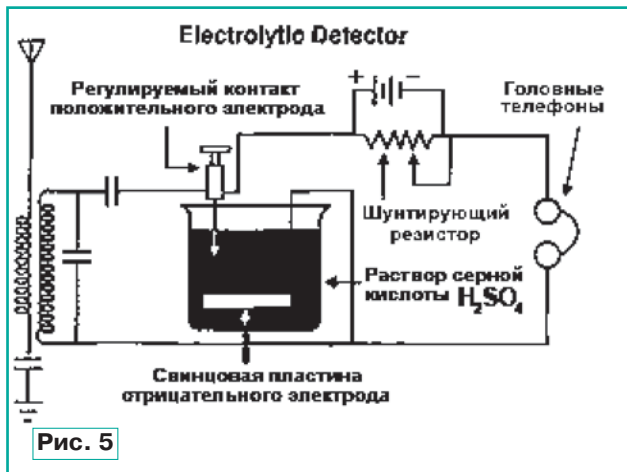 Electrolytic Detector
Регулируемый контакт
положительного электрода
+ −
Головные
телефоны
Шунтирующий
резистор
Раствор серной
кислоты H₂SO₄
Свинцовая пластина
отрицательного электрода
Рис. 5